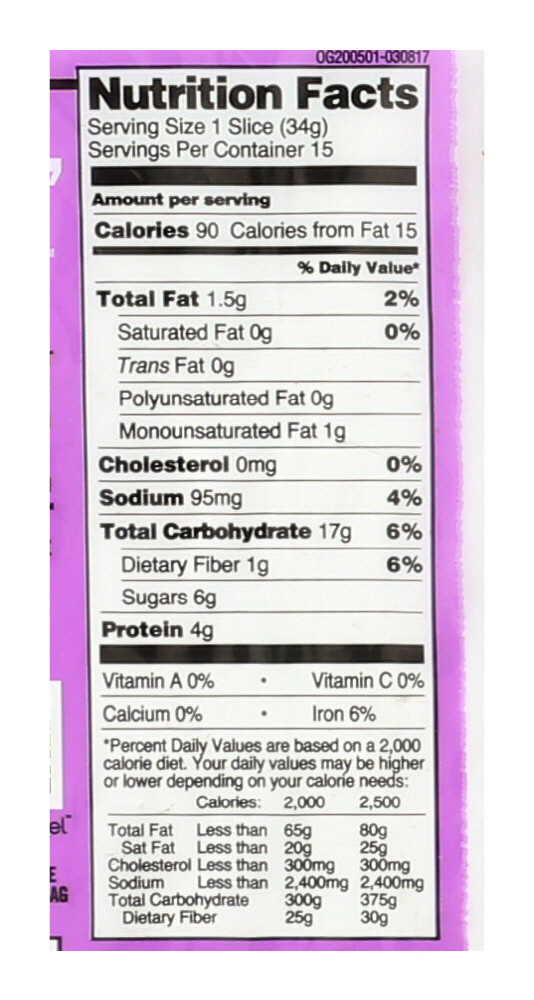 OG200501-030817
Nutrition Facts
Serving Size 1 Slice (34g)
Servings Per Container 15
Amount per serving
Calories 90 Calories from Fat 15
% Daily Value*
Total Fat 1.5g 2%
Saturated Fat 0g 0%
Trans Fat 0g
Polyunsaturated Fat 0g
Monounsaturated Fat 1g
Cholesterol 0mg 0%
Sodium 95mg 4%
Total Carbohydrate 17g 6%
Dietary Fiber 1g 6%
Sugars 6g
Protein 4g
Vitamin A 0% • Vitamin C 0%
Calcium 0% • Iron 6%
*Percent Daily Values are based on a 2,000
calorie diet. Your daily values may be higher
or lower depending on your calorie needs:
Calories: 2,000 2,500
Total Fat Less than 65g 80g
Sat Fat Less than 20g 25g
Cholesterol Less than 300mg 300mg
Sodium Less than 2,400mg 2,400mg
Total Carbohydrate 300g 375g
Dietary Fiber 25g 30g